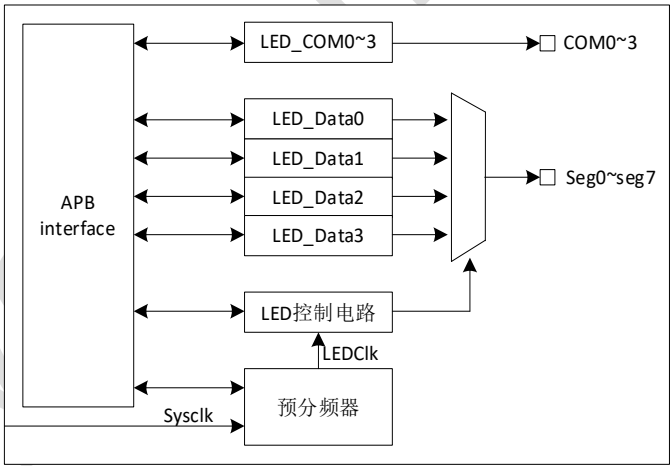 LED_COM0~3
COM0~3
LED_Data0
LED_Data1
LED_Data2
LED_Data3
Seg0~seg7
APB
interface
LED控制电路
LEDClk
预分频器
Sysclk